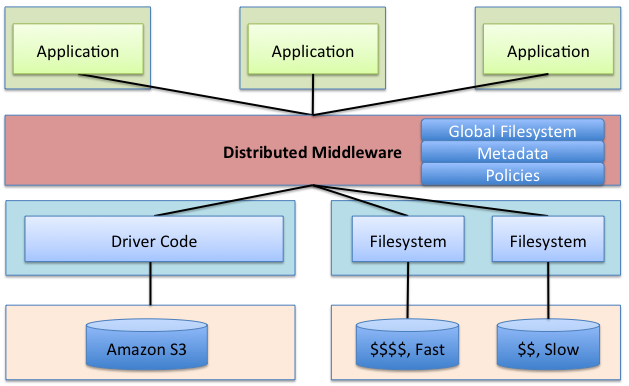 Application
Application
Application
Distributed Middleware
Global Filesystem
Metadata
Policies
Driver Code
Filesystem
Filesystem
Amazon S3
$$$$, Fast
$$, Slow